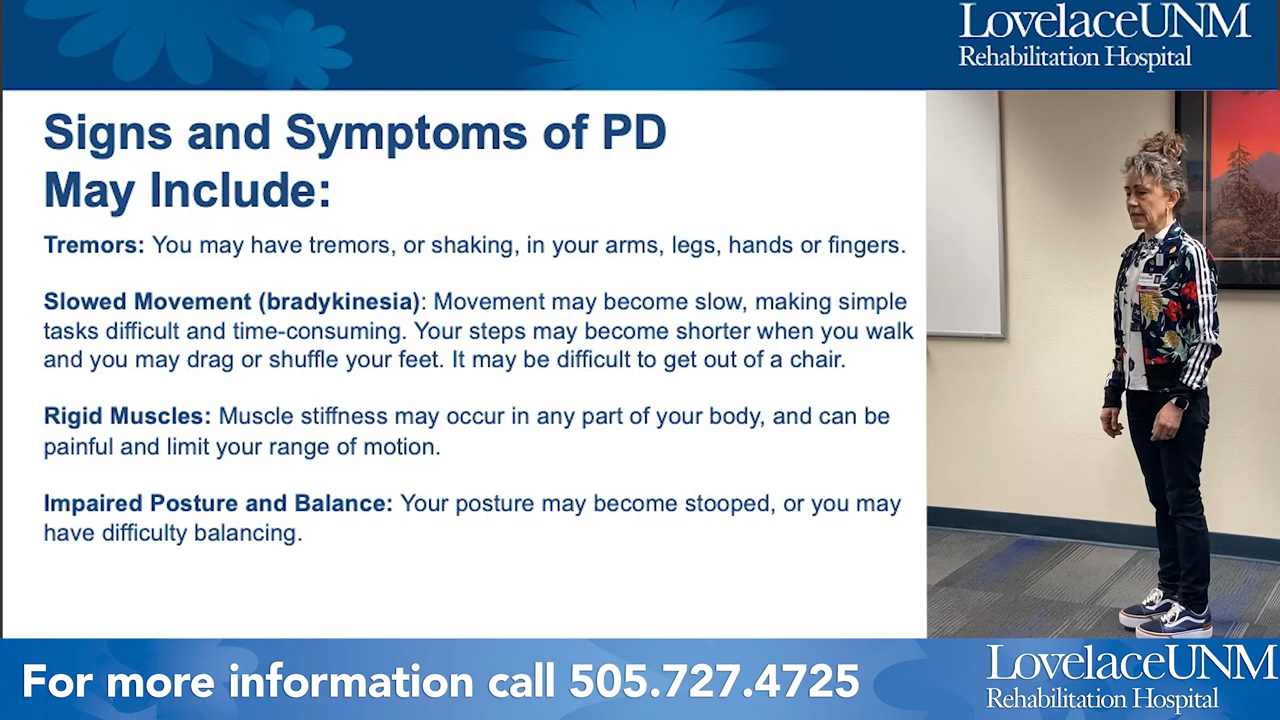 LovelaceUNM
Rehabilitation Hospital
Signs and Symptoms of PD
May Include:
Tremors: You may have tremors, or shaking, in your arms, legs, hands or fingers.
Slowed Movement (bradykinesia): Movement may become slow, making simple
tasks difficult and time-consuming. Your steps may become shorter when you walk
and you may drag or shuffle your feet. It may be difficult to get out of a chair.
Rigid Muscles: Muscle stiffness may occur in any part of your body, and can be
painful and limit your range of motion.
Impaired Posture and Balance: Your posture may become stooped, or you may
have difficulty balancing.
For more information call 505.727.4725
LovelaceUNM
Rehabilitation Hospital